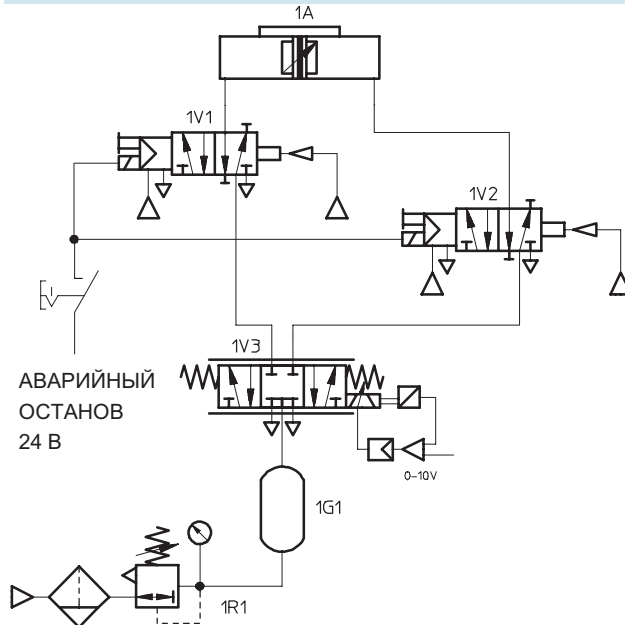 1A
1V1
1V2
1V3
АВАРИЙНЫЙ
ОСТАНОВ
24 В
0-10V
1G1
1R1